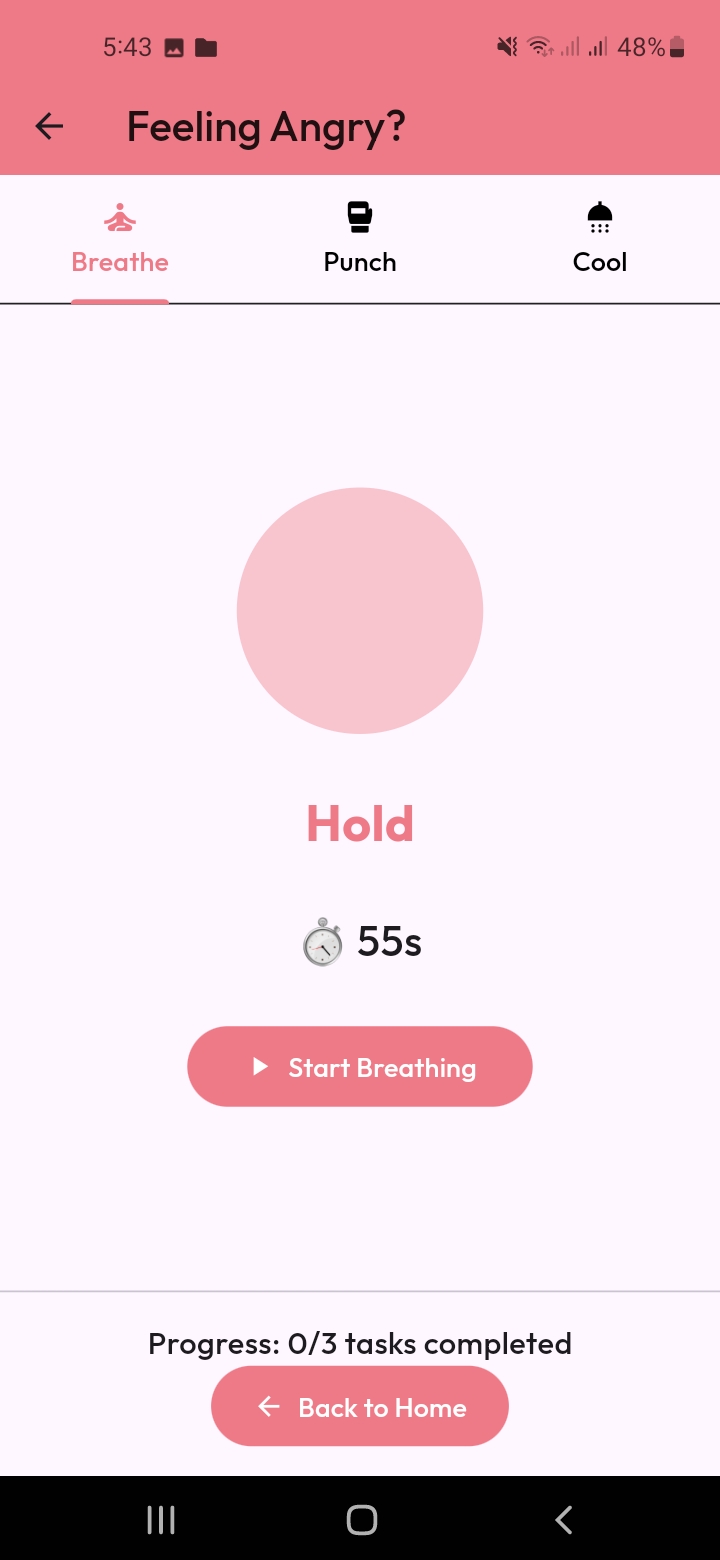 5:43 48%
Feeling Angry?
Breathe Punch Cool
Hold
55s
Start Breathing
Progress: 0/3 tasks completed
Back to Home